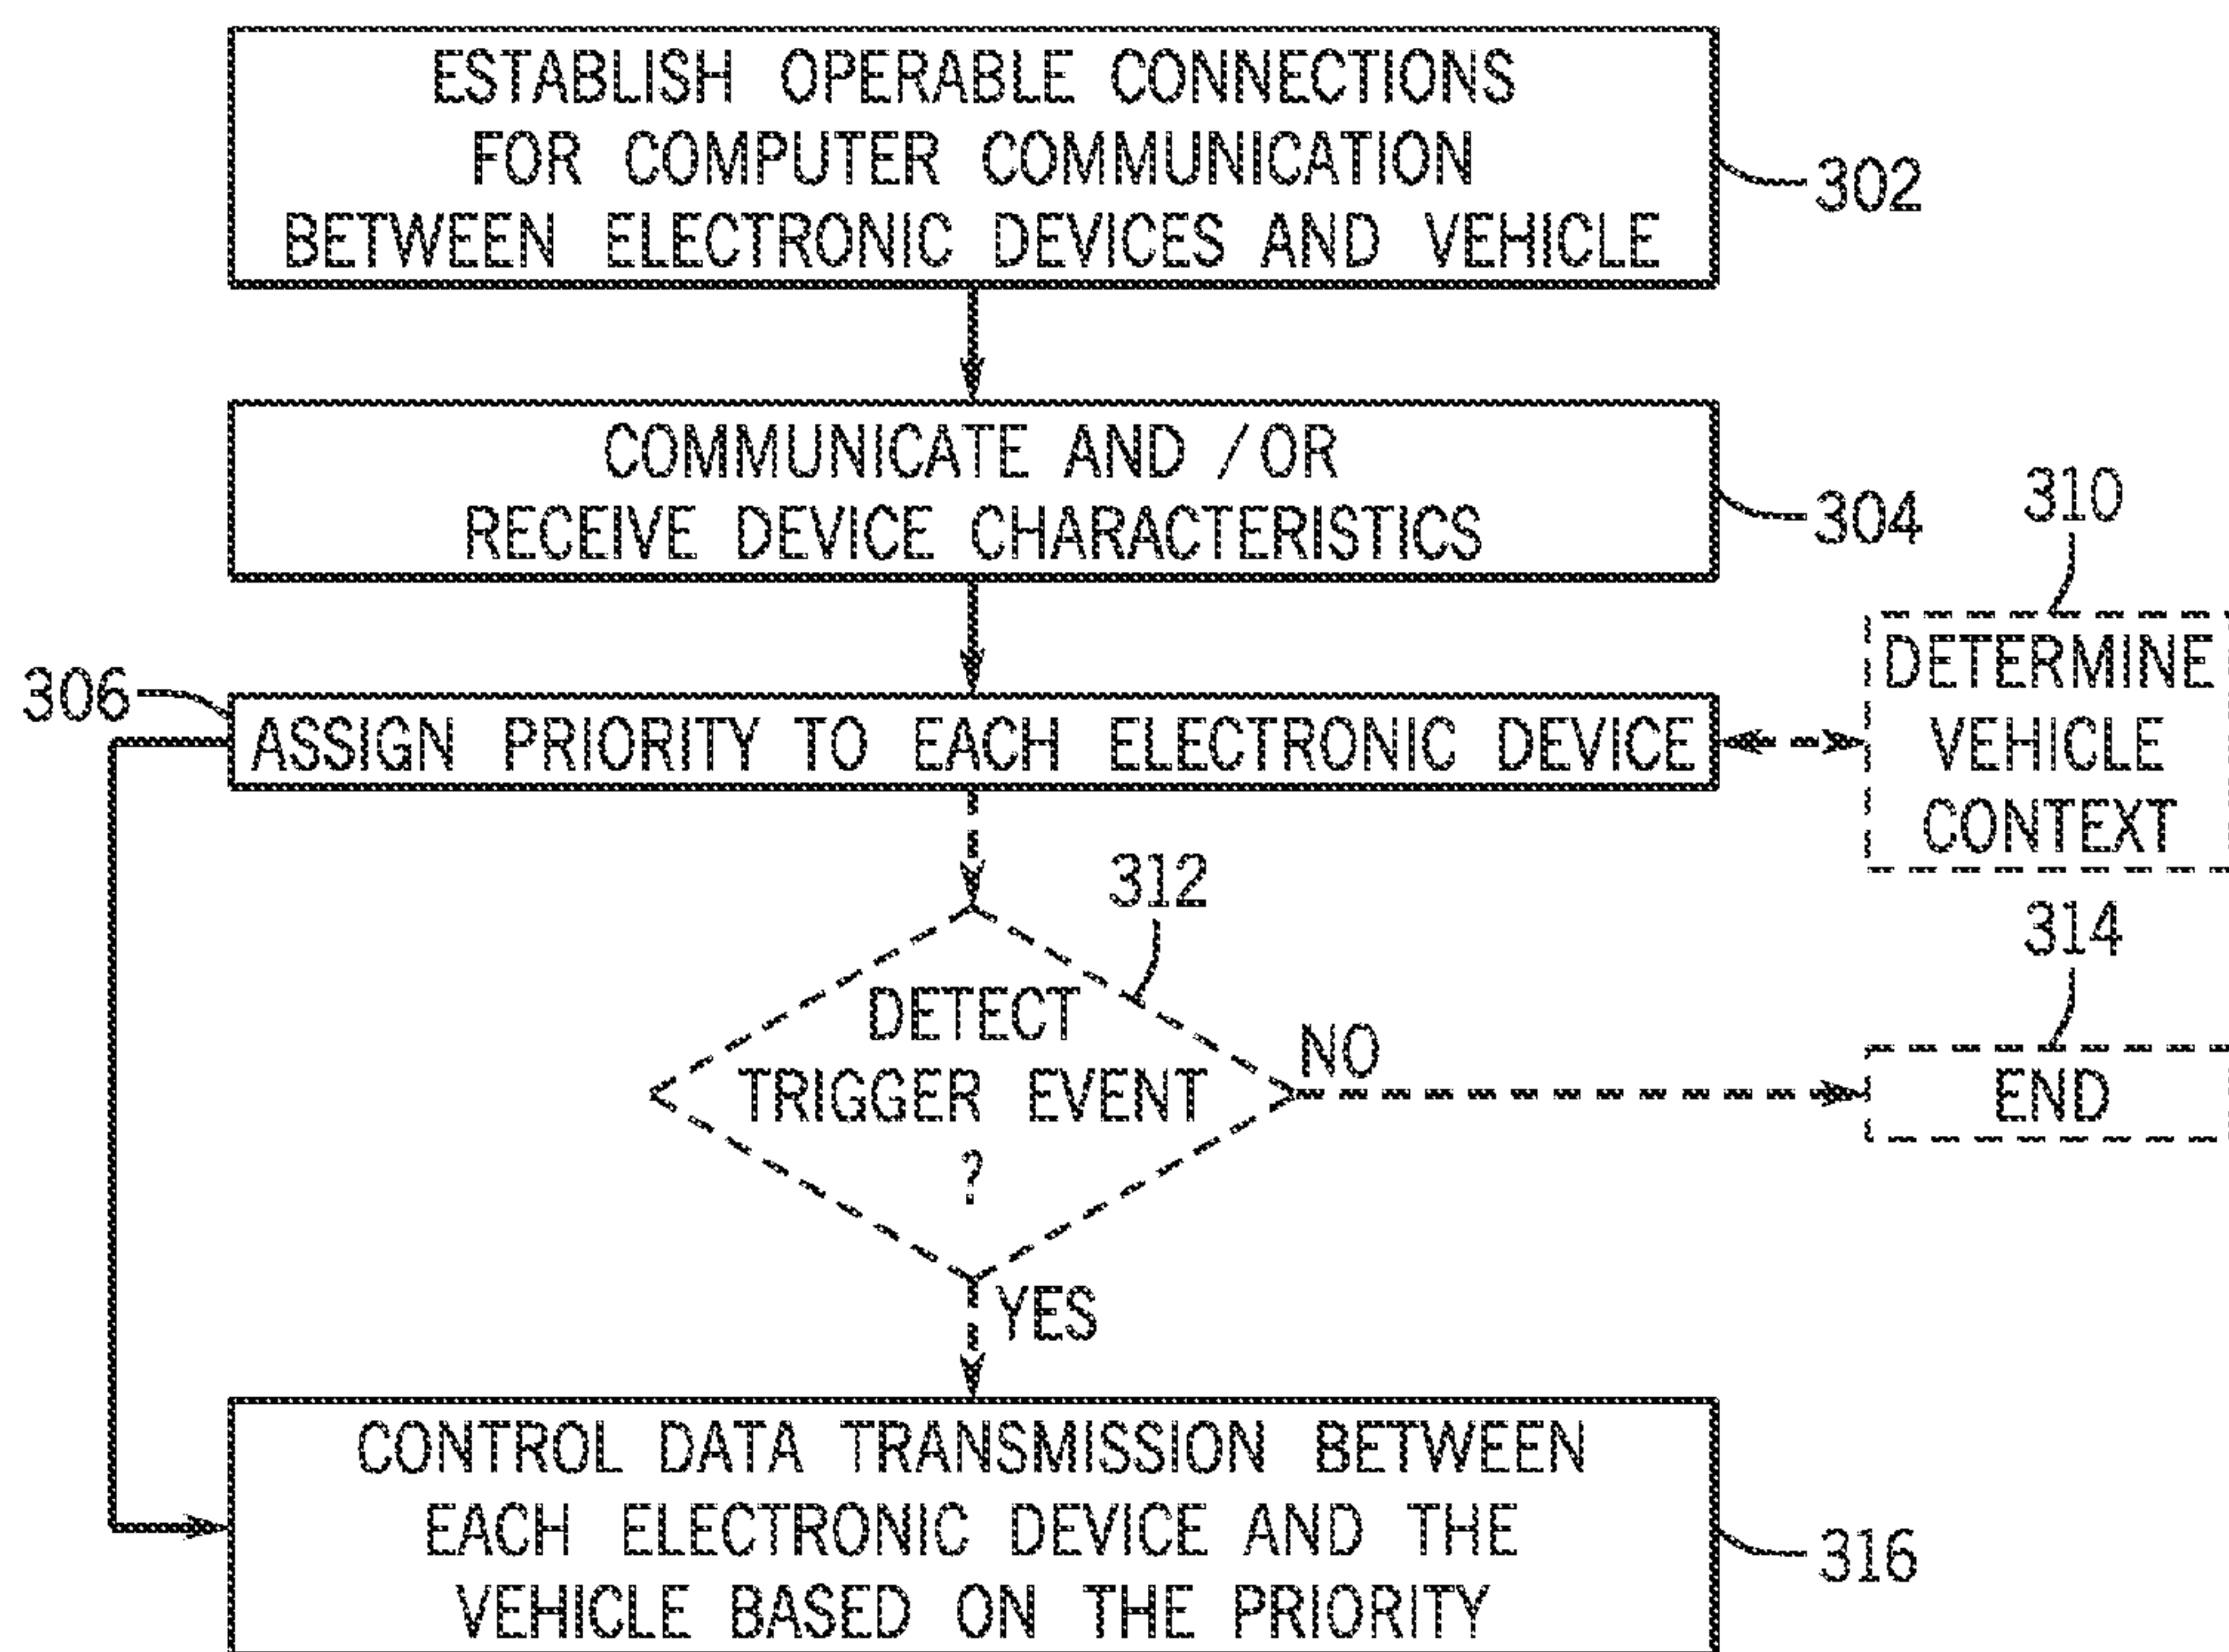 ESTABLISH OPERABLE CONNECTIONS
FOR COMPUTER COMMUNICATION
BETWEEN ELECTRONIC DEVICES AND VEHICLE
302
COMMUNICATE AND /OR
RECEIVE DEVICE CHARACTERISTICS
304
310
DETERMINE
VEHICLE
CONTEXT
306
ASSIGN PRIORITY TO EACH ELECTRONIC DEVICE
312
DETECT
TRIGGER EVENT
?
NO
314
END
YES
CONTROL DATA TRANSMISSION BETWEEN
EACH ELECTRONIC DEVICE AND THE
VEHICLE BASED ON THE PRIORITY
316